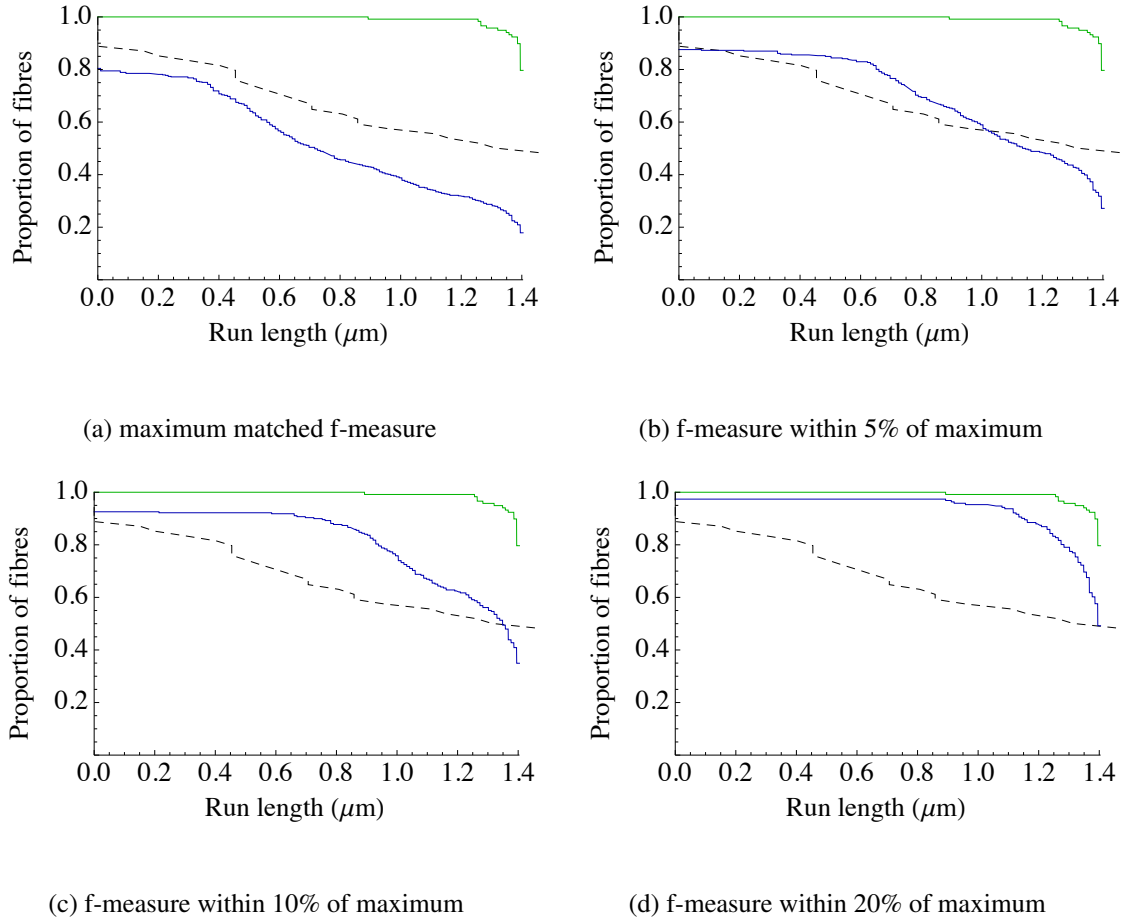 1.0
0.8
0.6
0.4
0.2
Proportion of fibres
0.0 0.2 0.4 0.6 0.8 1.0 1.2 1.4
Run length (μm)
(a) maximum matched f-measure
1.0
0.8
0.6
0.4
0.2
Proportion of fibres
0.0 0.2 0.4 0.6 0.8 1.0 1.2 1.4
Run length (μm)
(b) f-measure within 5% of maximum
1.0
0.8
0.6
0.4
0.2
Proportion of fibres
0.0 0.2 0.4 0.6 0.8 1.0 1.2 1.4
Run length (μm)
(c) f-measure within 10% of maximum
1.0
0.8
0.6
0.4
0.2
Proportion of fibres
0.0 0.2 0.4 0.6 0.8 1.0 1.2 1.4
Run length (μm)
(d) f-measure within 20% of maximum